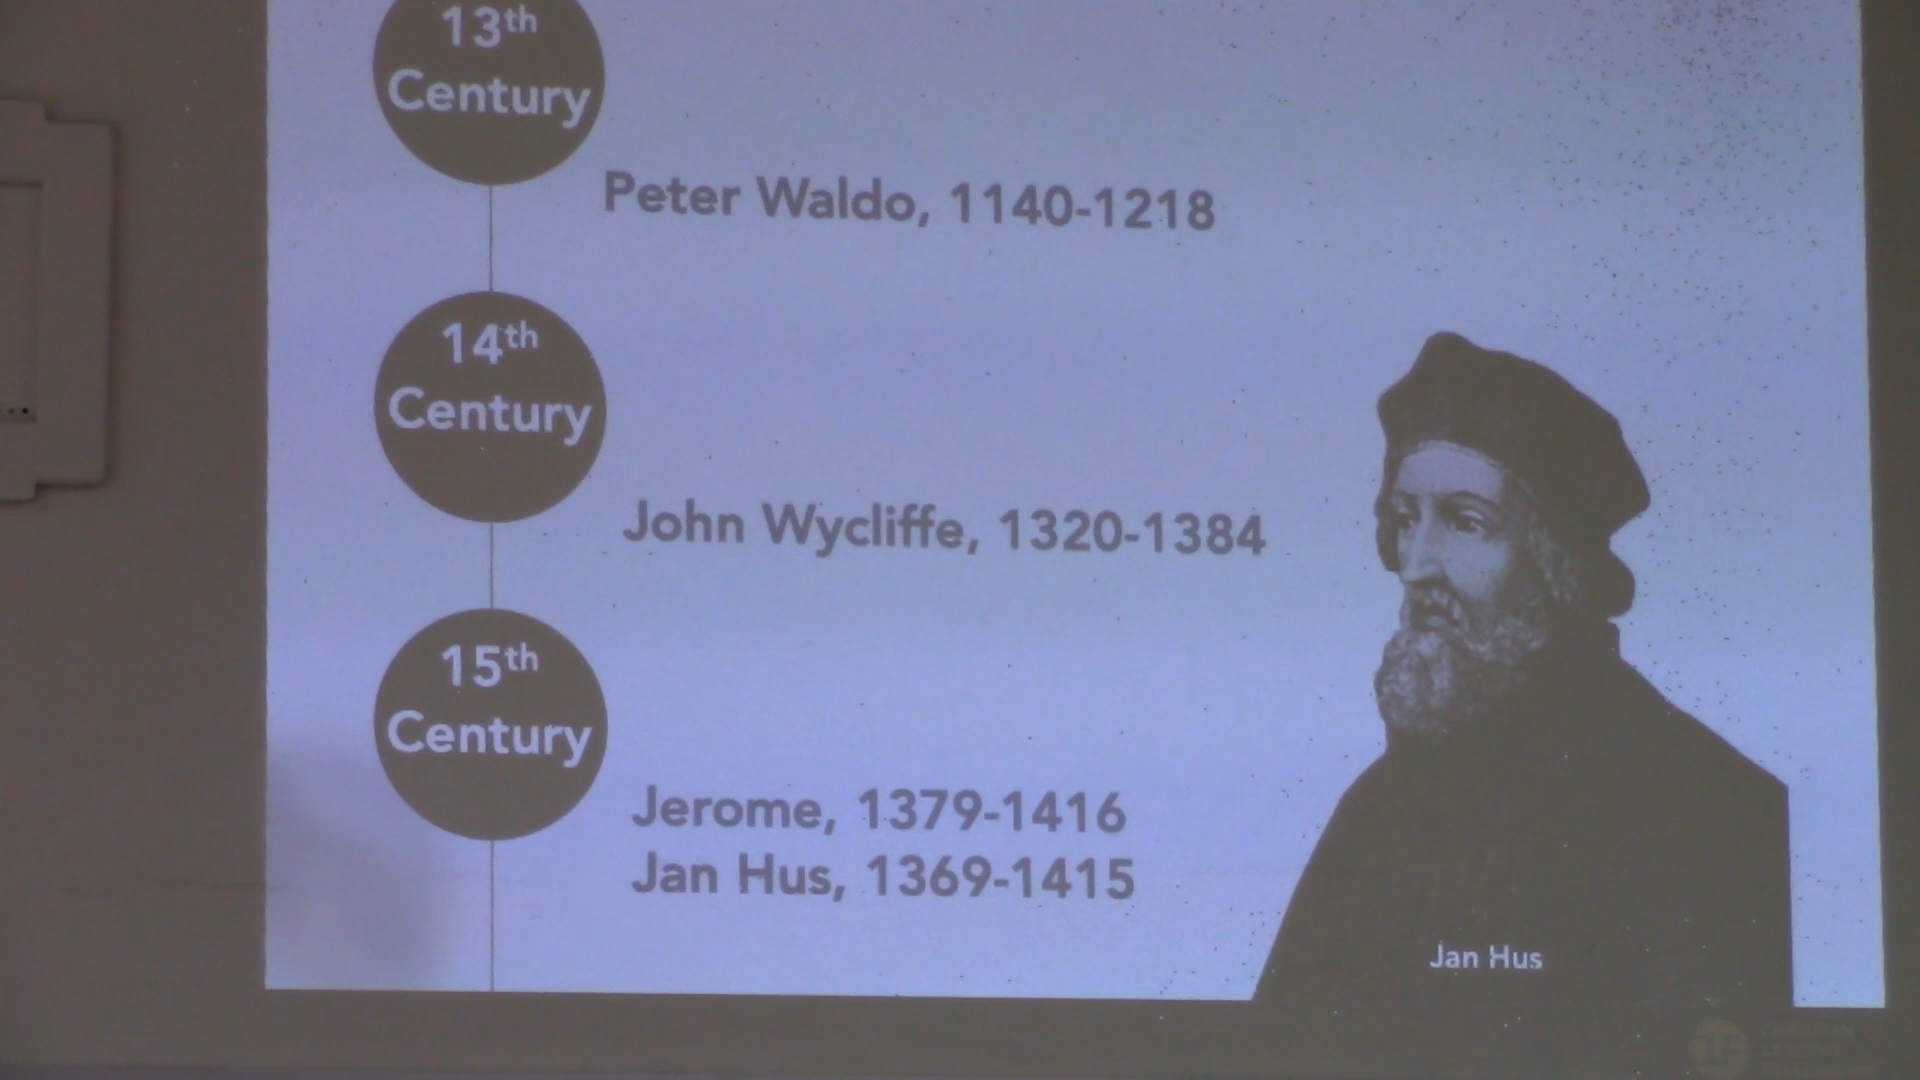 13th
Century
Peter Waldo, 1140-1218
14th
Century
John Wycliffe, 1320-1384
15th
Century
Jerome, 1379-1416
Jan Hus, 1369-1415
Jan Hus